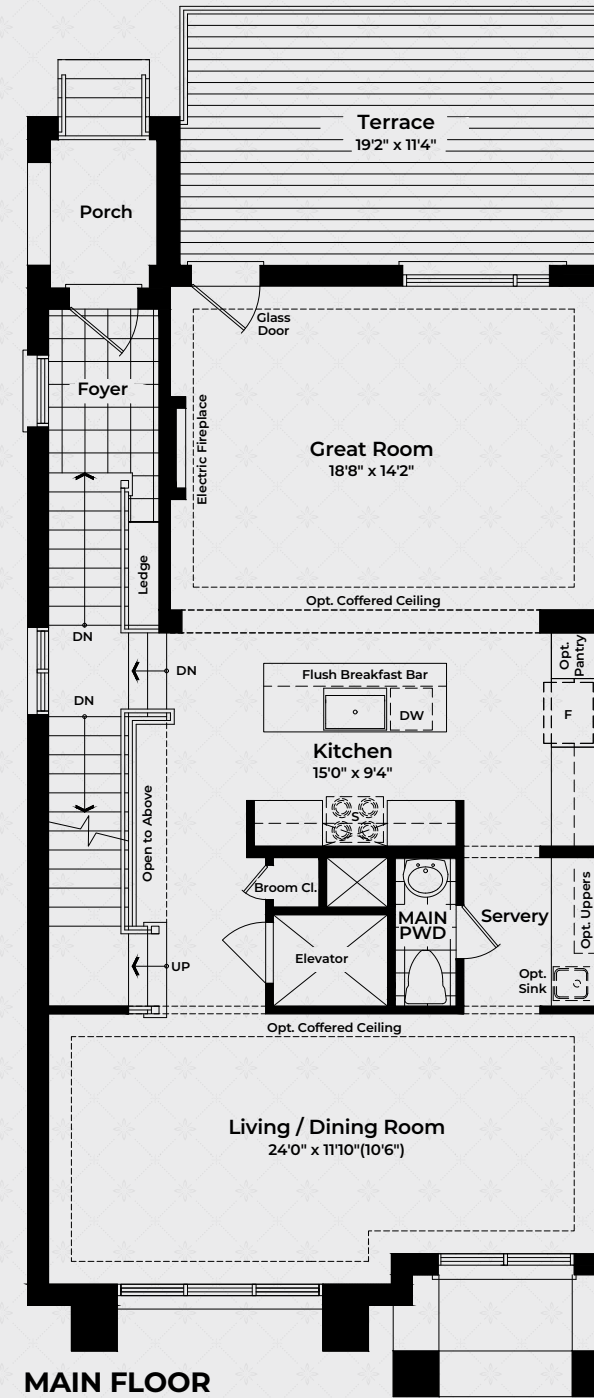 Terrace
19'2" x 11'4"
Porch
Glass
Door
Foyer
Electric Fireplace
Great Room
18'8" x 14'2"
Ledge
Opt. Coffered Ceiling
DN
DN
DN
Opt.
Pantry
Flush Breakfast Bar
DW
F
Kitchen
15'0" x 9'4"
S
Open to Above
Broom Cl.
MAIN
PWD
Servery
Opt. Uppers
Elevator
UP
Opt.
Sink
Opt. Coffered Ceiling
Living / Dining Room
24'0" x 11'10"(10'6")
MAIN FLOOR